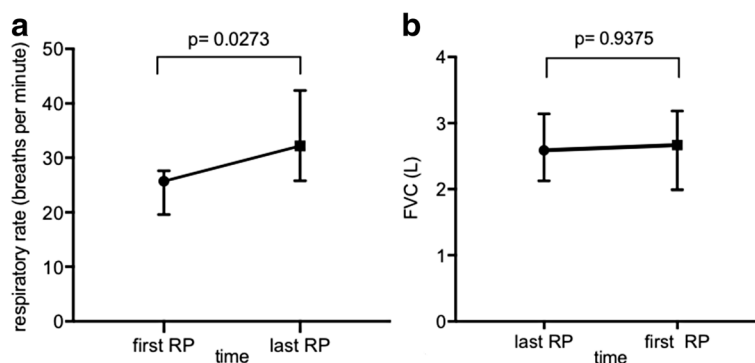 a
p= 0.0273
respiratory rate (breaths per minute)
50
40
30
20
10
0
first RP
last RP
time
b
p= 0.9375
FVC (L)
4
3
2
1
0
last RP
first RP
time